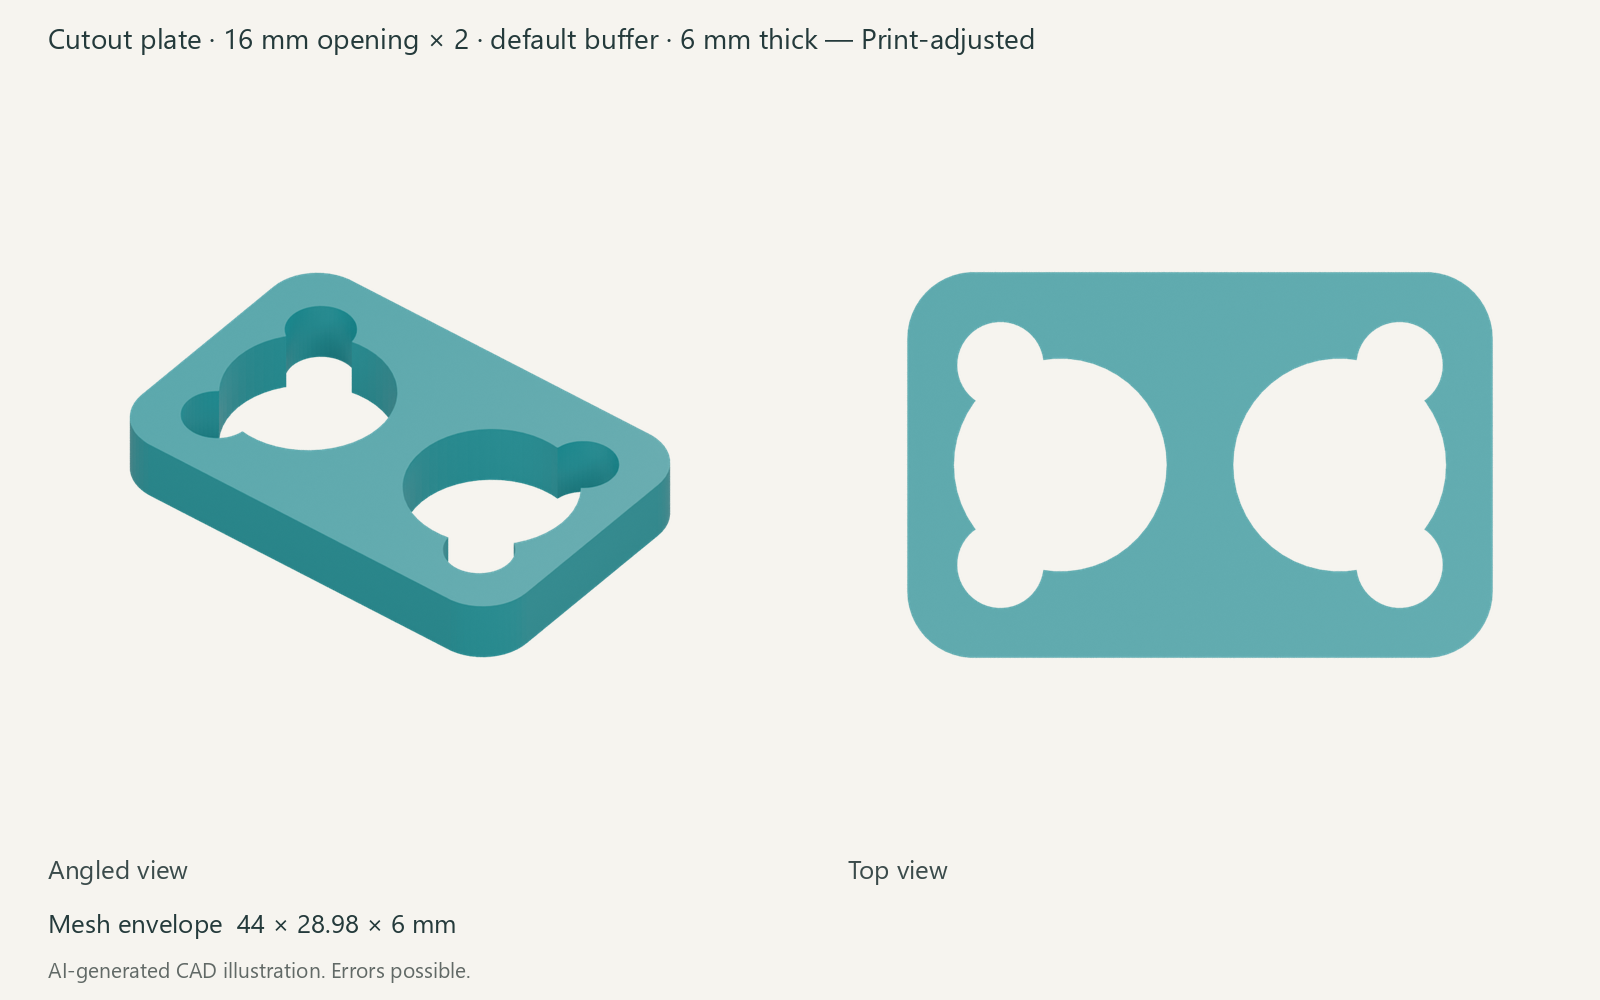 Cutout plate · 16 mm opening × 2 · default buffer · 6 mm thick — Print-adjusted
Angled view
Top view
Mesh envelope 44 × 28.98 × 6 mm
AI-generated CAD illustration. Errors possible.